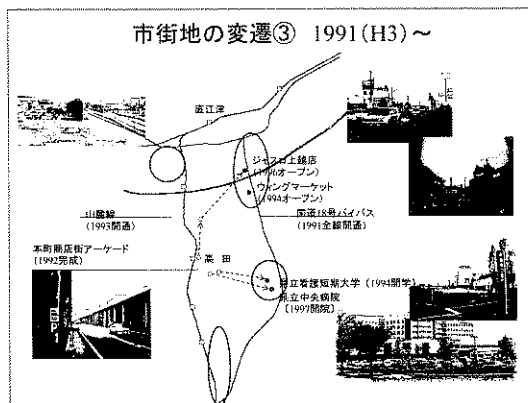 市街地の変遷③ 1991(H3)～
直江津
ジャスコ上越店
(1996オープン)
ウィングマーケット
(1994オープン)
山麓線
(1993開通)
国道18号バイパス
(1991全線開通)
本町商店街アーケード
(1992完成)
高田
県立看護短期大学（1994開学）
県立中央病院
(1997開院)